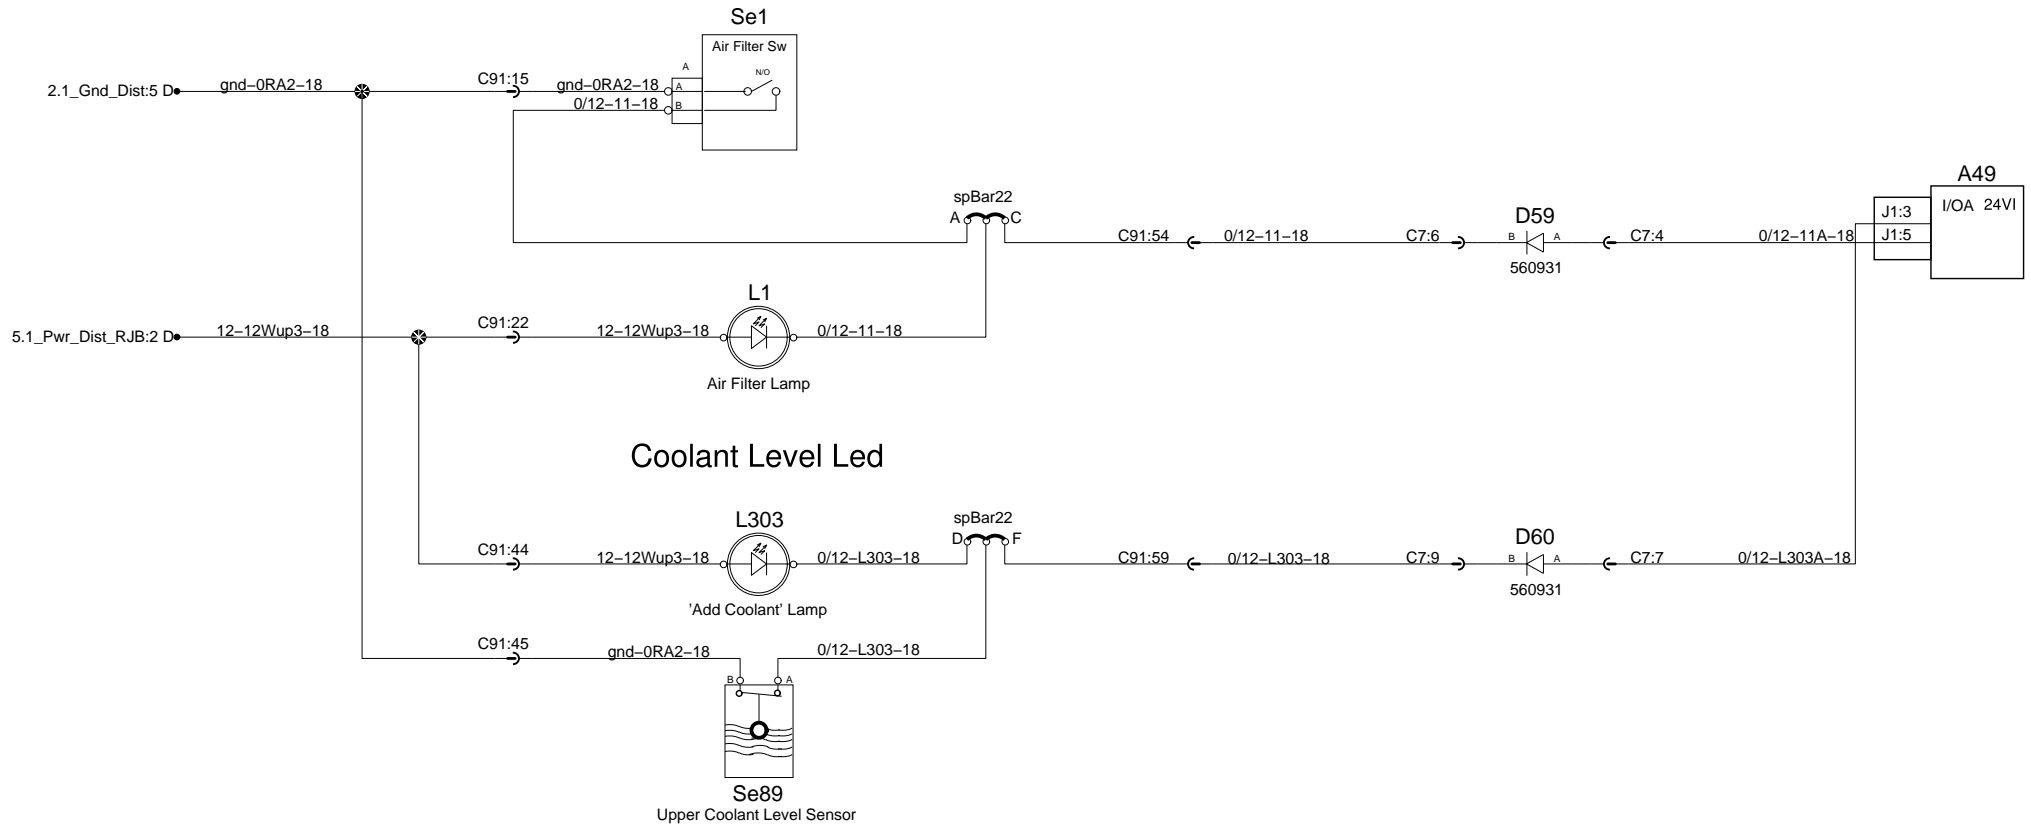 Se1
Air Filter Sw
N/O
A
2.1_Gnd_Dist:5 D
gnd–0RA2–18
C91:15
gnd–0RA2–18
A
0/12–11–18
B
spBar22
A
C
C91:54
0/12–11–18
C7:6
D59
B
A
560931
C7:4
0/12–11A–18
A49
J1:3
J1:5
I/OA
24VI
5.1_Pwr_Dist_RJB:2 D
12–12Wup3–18
C91:22
12–12Wup3–18
L1
0/12–11–18
Air Filter Lamp
Coolant Level Led
C91:44
12–12Wup3–18
L303
0/12–L303–18
'Add Coolant' Lamp
spBar22
D
F
C91:59
0/12–L303–18
C7:9
D60
B
A
560931
C7:7
0/12–L303A–18
C91:45
gnd–0RA2–18
0/12–L303–18
B
A
Se89
Upper Coolant Level Sensor